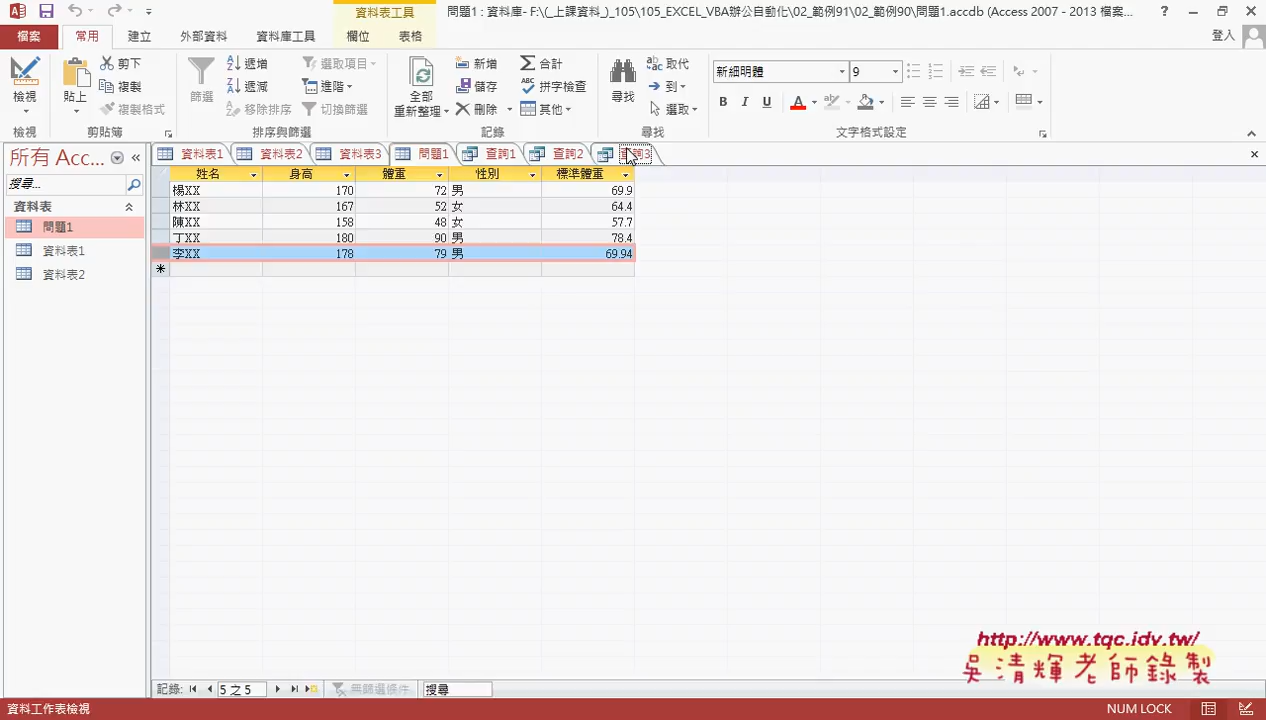 資料表工具
問題1 : 資料庫- F:\(_上課資料_)_105\105_EXCEL_VBA辦公自動化\02_範例91\02_範例90\問題1.accdb (Access 2007 - 2013 檔案...
檔案 常用 建立 外部資料 資料庫工具 欄位 表格 登入
檢視 貼上 剪下 複製 複製格式
篩選 遞增 遞減 移除排序 選取項目 進階 切換篩選
全部重新整理 新增 儲存 刪除 合計 拼字檢查 其他
尋找 取代 到 選取
新細明體 9
B I U A
檢視 剪貼簿 排序與篩選 記錄 尋找 文字格式設定
所有 Acc...
搜尋...
資料表
問題1
資料表1
資料表2
資料表1 資料表2 資料表3 問題1 查詢1 查詢2
姓名 身高 體重 性別 標準體重
楊XX 170 72 男 69.9
林XX 167 52 女 64.4
陳XX 158 48 女 57.7
丁XX 180 90 男 78.4
李XX 178 79 男 69.94
http://www.tqc.idv.tw/
吳清輝老師錄製
記錄: 5 之 5 無篩選條件 搜尋
資料工作表檢視 NUM LOCK